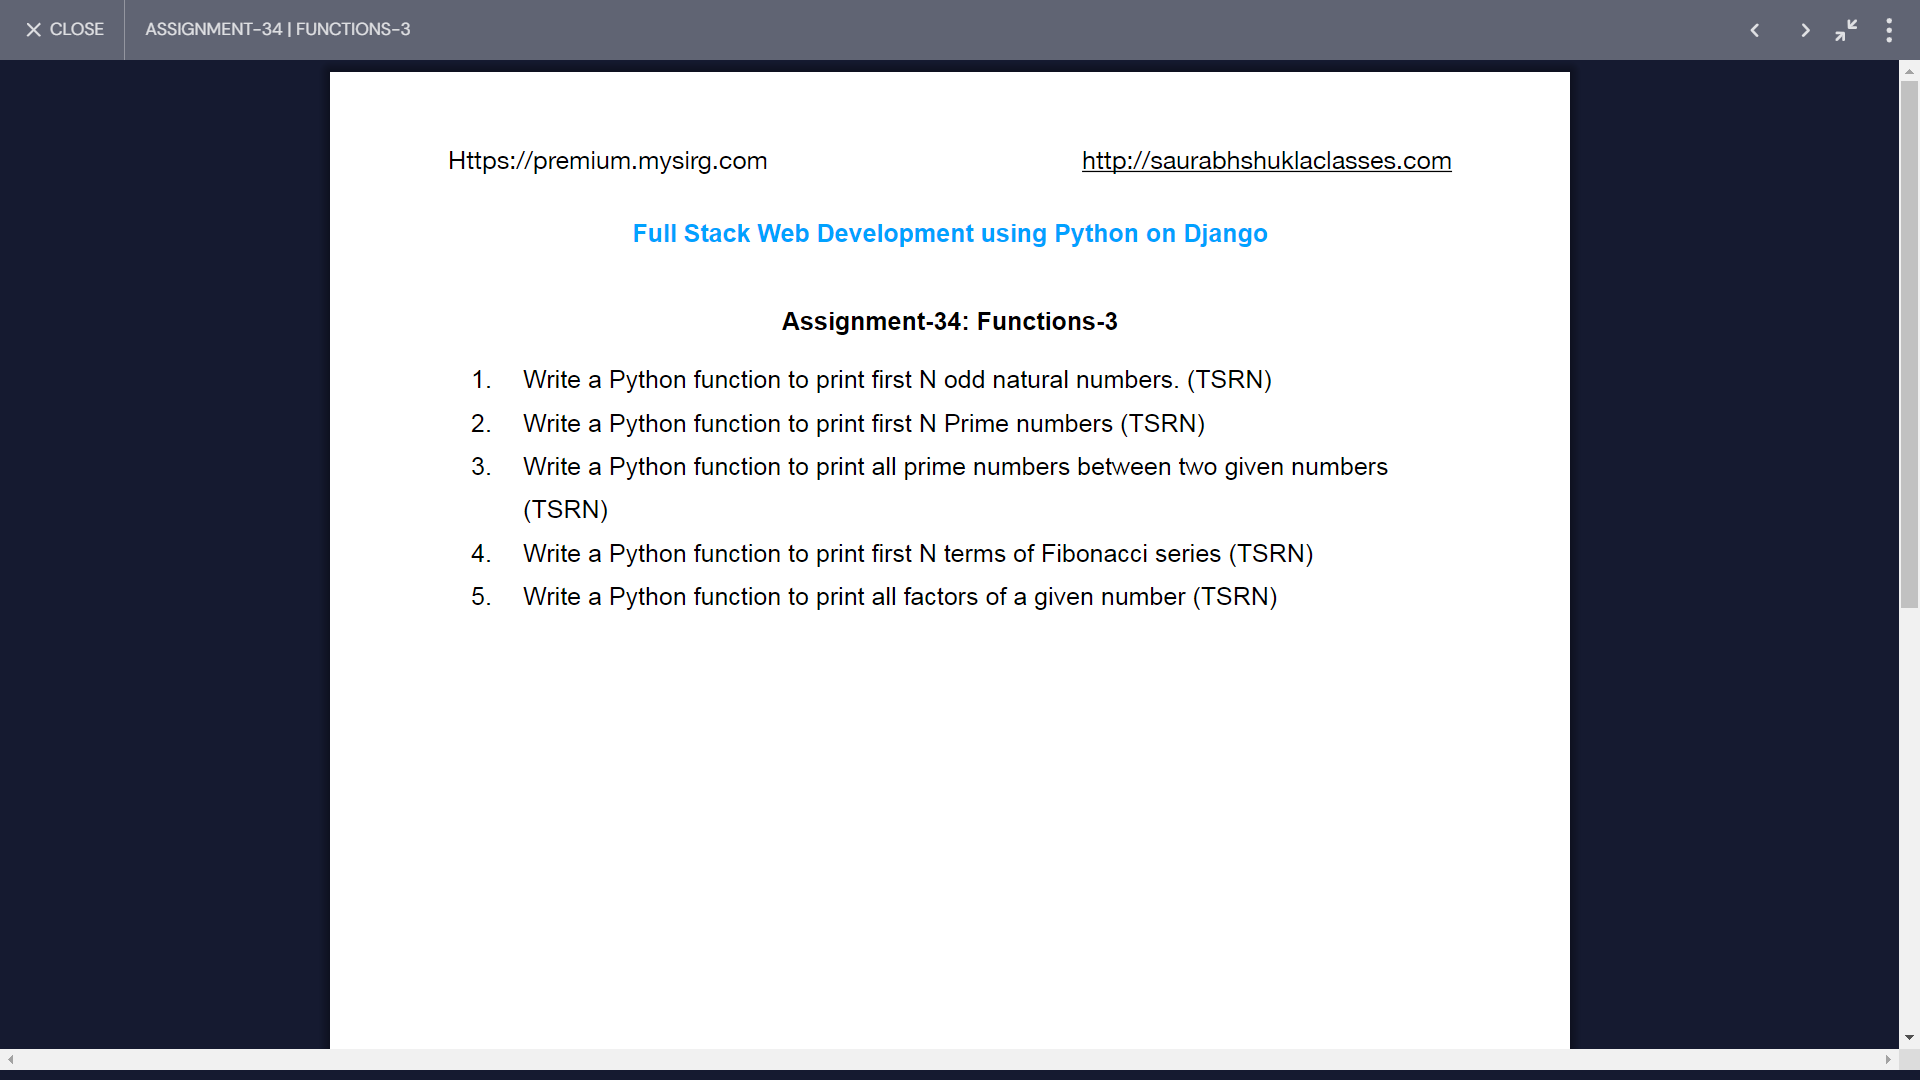 CLOSE
ASSIGNMENT-34 | FUNCTIONS-3
Https://premium.mysirg.com
http://saurabhshuklaclasses.com
Full Stack Web Development using Python on Django
Assignment-34: Functions-3
1. Write a Python function to print first N odd natural numbers. (TSRN)
2. Write a Python function to print first N Prime numbers (TSRN)
3. Write a Python function to print all prime numbers between two given numbers
(TSRN)
4. Write a Python function to print first N terms of Fibonacci series (TSRN)
5. Write a Python function to print all factors of a given number (TSRN)